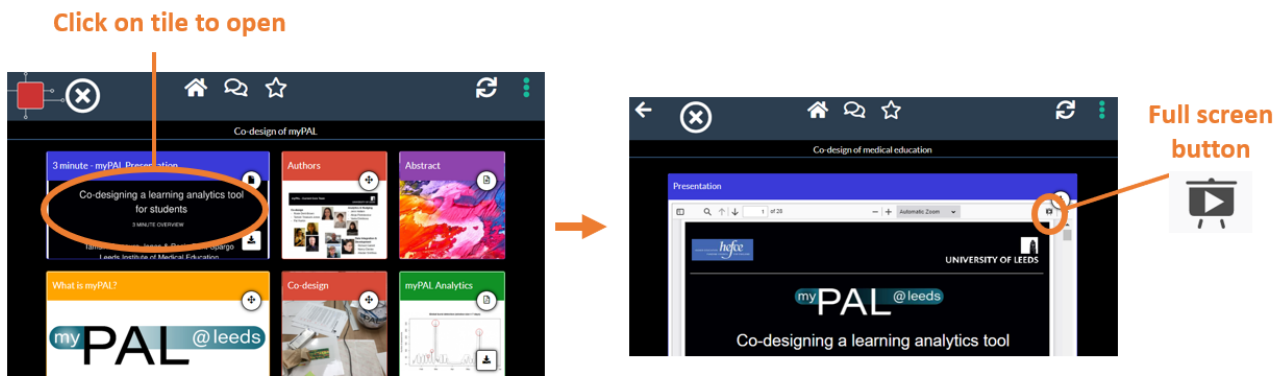 Click on tile to open
Co-design of myPAL
3 minute - myPAL Presentation
Co-designing a learning analytics tool
for students
3 MINUTE OVERVIEW
Leeds Institute of Medical Education
Authors
Abstract
What is myPAL?
my PAL @leeds
Co-design
myPAL Analytics
Co-design of medical education
Presentation
1 of 28
Automatic Zoom
hefce
UNIVERSITY OF LEEDS
my PAL @leeds
Co-designing a learning analytics tool
Full screen
button